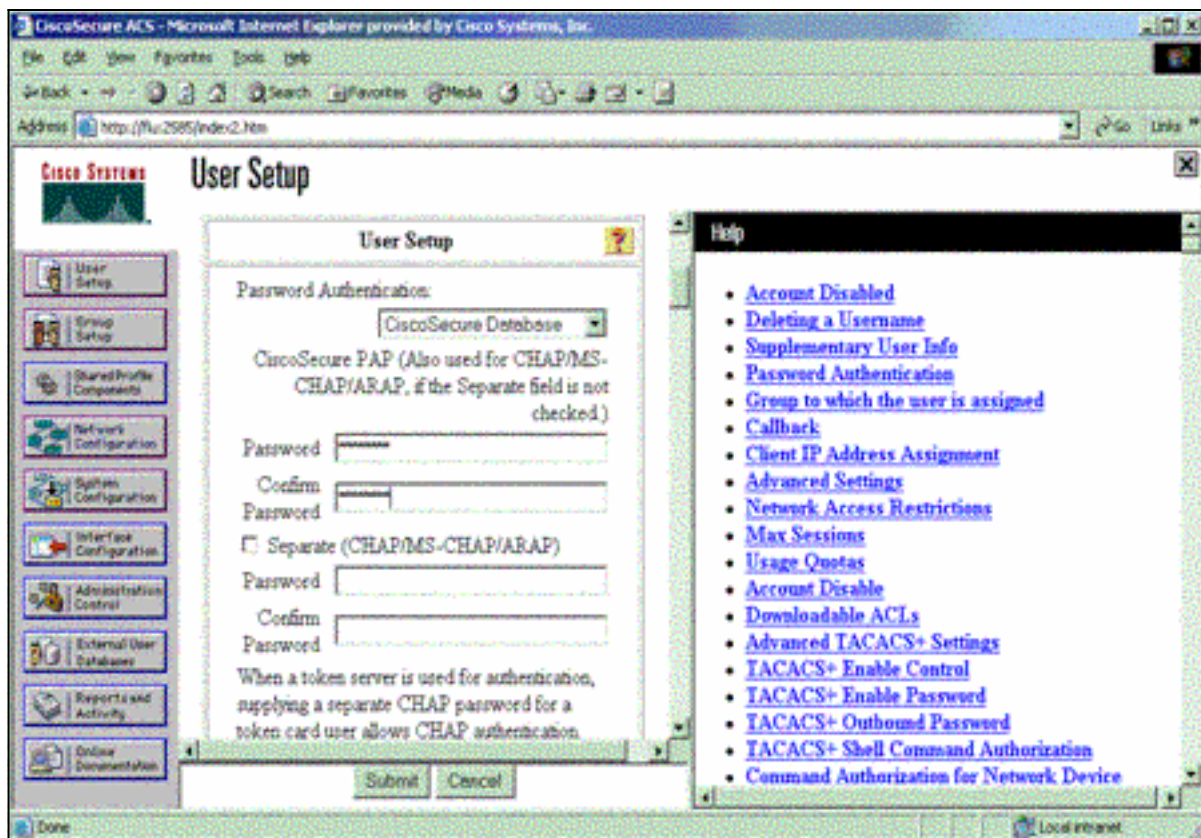 CiscoSecure ACS - Microsoft Internet Explorer provided by Cisco Systems, Inc.
File Edit View Favorites Tools Help
Back Search Favorites Media
Address http://flu:2585/index2.htm Go Links »
CISCO SYSTEMS
User Setup
User Setup
Group Setup
Shared Profile Components
Network Configuration
System Configuration
Interface Configuration
Administration Control
External User Databases
Reports and Activity
Online Documentation
User Setup
?
Password Authentication:
CiscoSecure Database
CiscoSecure PAP (Also used for CHAP/MS-
CHAP/ARAP, if the Separate field is not
checked.)
Password ********
Confirm
Password ********
Separate (CHAP/MS-CHAP/ARAP)
Password
Confirm
Password
When a token server is used for authentication,
supplying a separate CHAP password for a
token card user allows CHAP authentication.
Submit Cancel
Help
Account Disabled
Deleting a Username
Supplementary User Info
Password Authentication
Group to which the user is assigned
Callback
Client IP Address Assignment
Advanced Settings
Network Access Restrictions
Max Sessions
Usage Quotas
Account Disable
Downloadable ACLs
Advanced TACACS+ Settings
TACACS+ Enable Control
TACACS+ Enable Password
TACACS+ Outbound Password
TACACS+ Shell Command Authorization
Command Authorization for Network Device
Done Local intranet